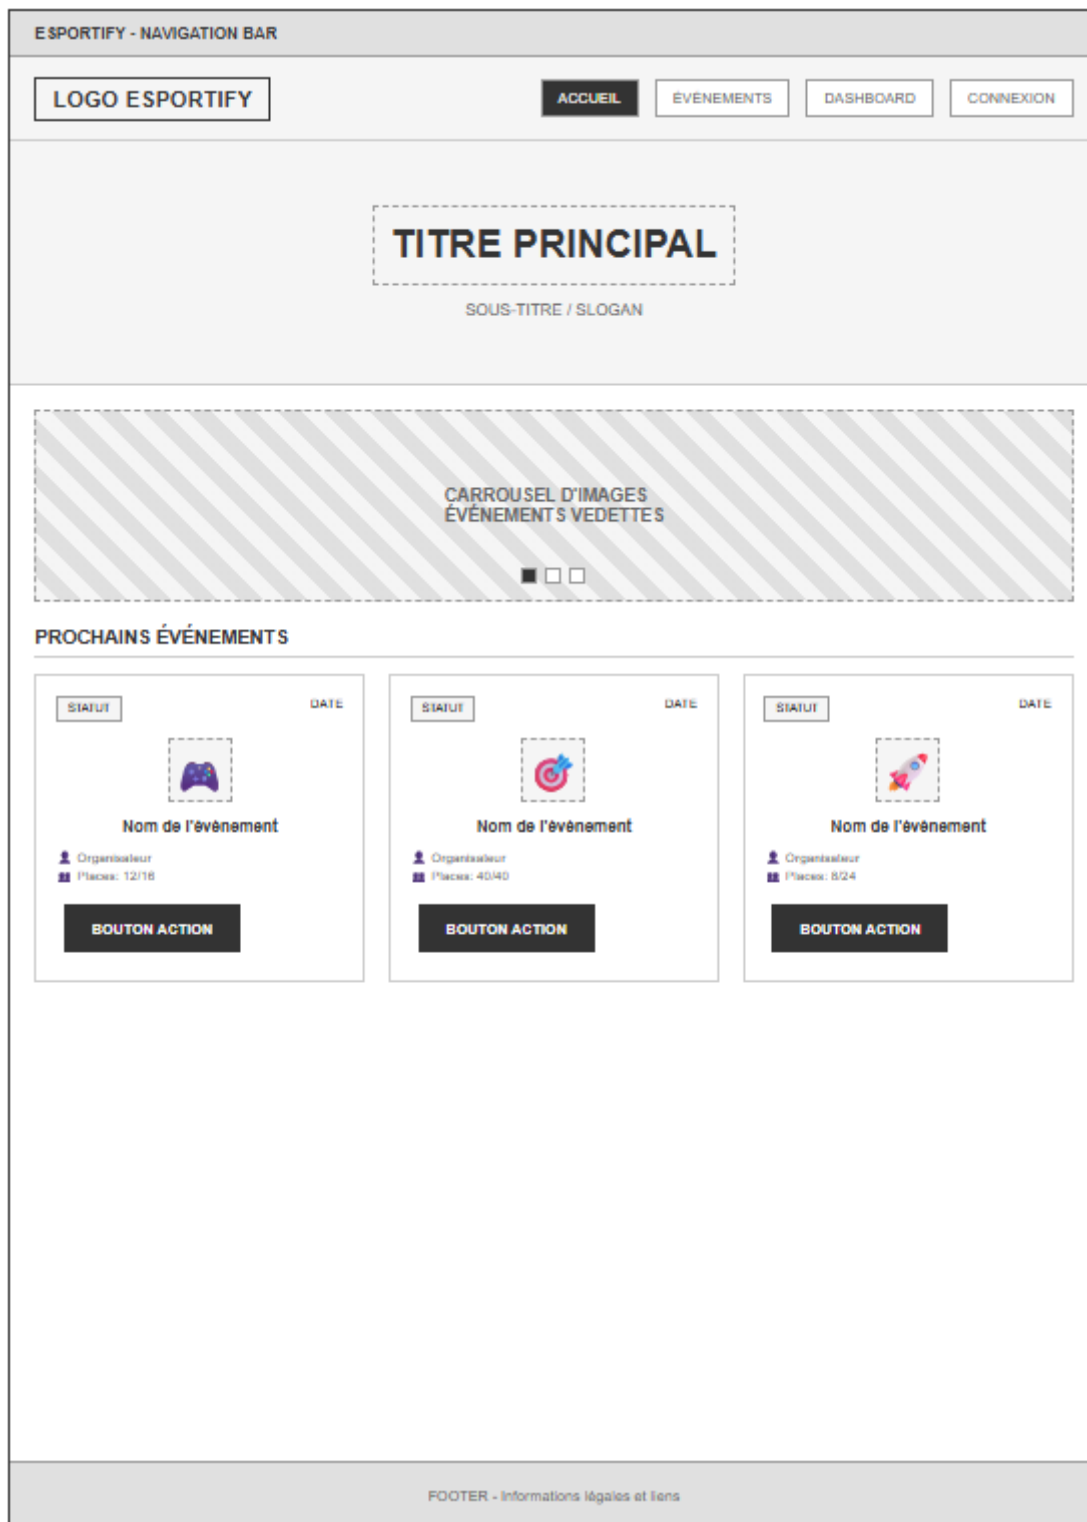 ESPORTIFY - NAVIGATION BAR
LOGO ESPORTIFY
ACCUEIL
ÉVÉNEMENTS
DASHBOARD
CONNEXION
TITRE PRINCIPAL
SOUS-TITRE / SLOGAN
CARROUSEL D'IMAGES
ÉVÉNEMENTS VEDETTES
PROCHAINS ÉVÉNEMENTS
STATUT
DATE
Nom de l'événement
Organisateur
Places: 12/16
BOUTON ACTION
STATUT
DATE
Nom de l'événement
Organisateur
Places: 40/40
BOUTON ACTION
STATUT
DATE
Nom de l'événement
Organisateur
Places: 8/24
BOUTON ACTION
FOOTER - Informations légales et liens